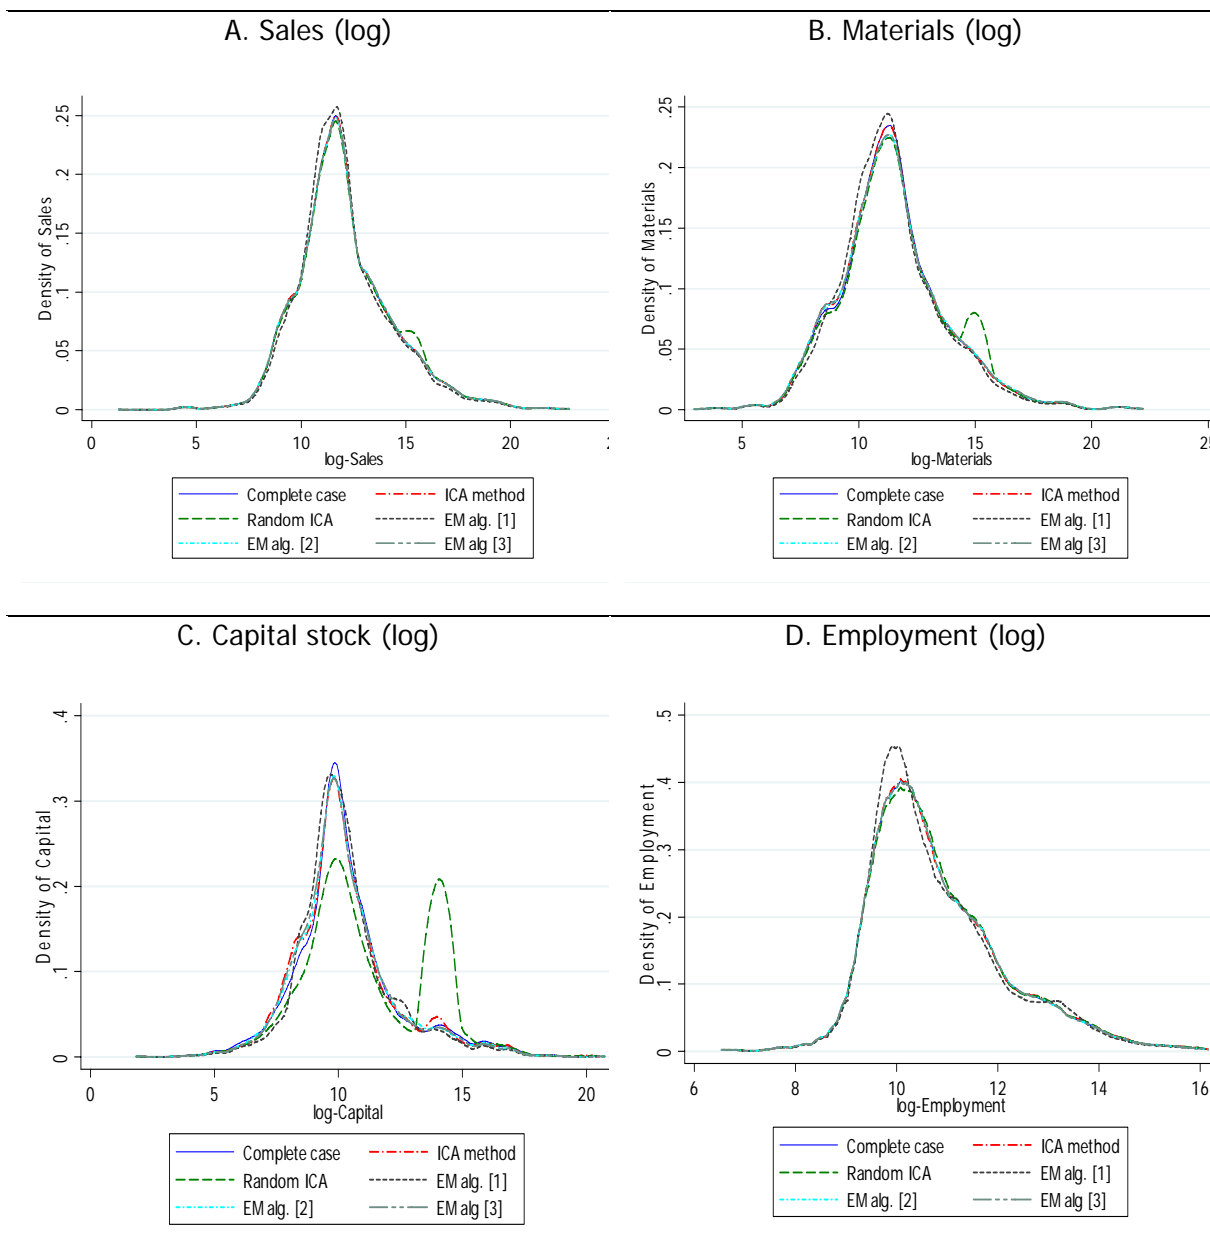 A. Sales (log)
B. Materials (log)
Density of Sales
0 .05 .1 .15 .2 .25
0 5 10 15 20
log-Sales
Complete case ICA method
Random ICA EM alg. [1]
EM alg. [2] EM alg [3]
Density of Materials
0 .05 .1 .15 .2 .25
5 10 15 20 25
log-Materials
Complete case ICA method
Random ICA EM alg. [1]
EM alg. [2] EM alg [3]
C. Capital stock (log)
D. Employment (log)
Density of Capital
0 .1 .2 .3 .4
0 5 10 15 20
log-Capital
Complete case ICA method
Random ICA EM alg. [1]
EM alg. [2] EM alg [3]
Density of Employment
0 .1 .2 .3 .4 .5
6 8 10 12 14 16
log-Employment
Complete case ICA method
Random ICA EM alg. [1]
EM alg. [2] EM alg [3]